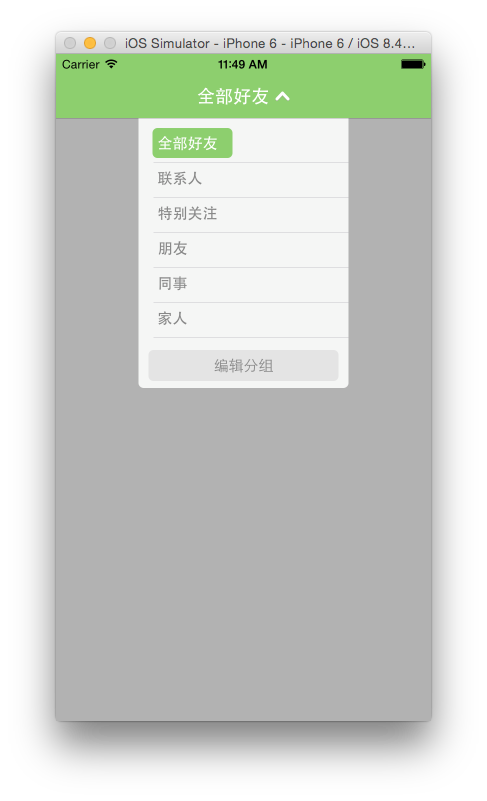 iOS Simulator - iPhone 6 - iPhone 6 / iOS 8.4...
Carrier 11:49 AM
全部好友
全部好友
联系人
特别关注
朋友
同事
家人
编辑分组